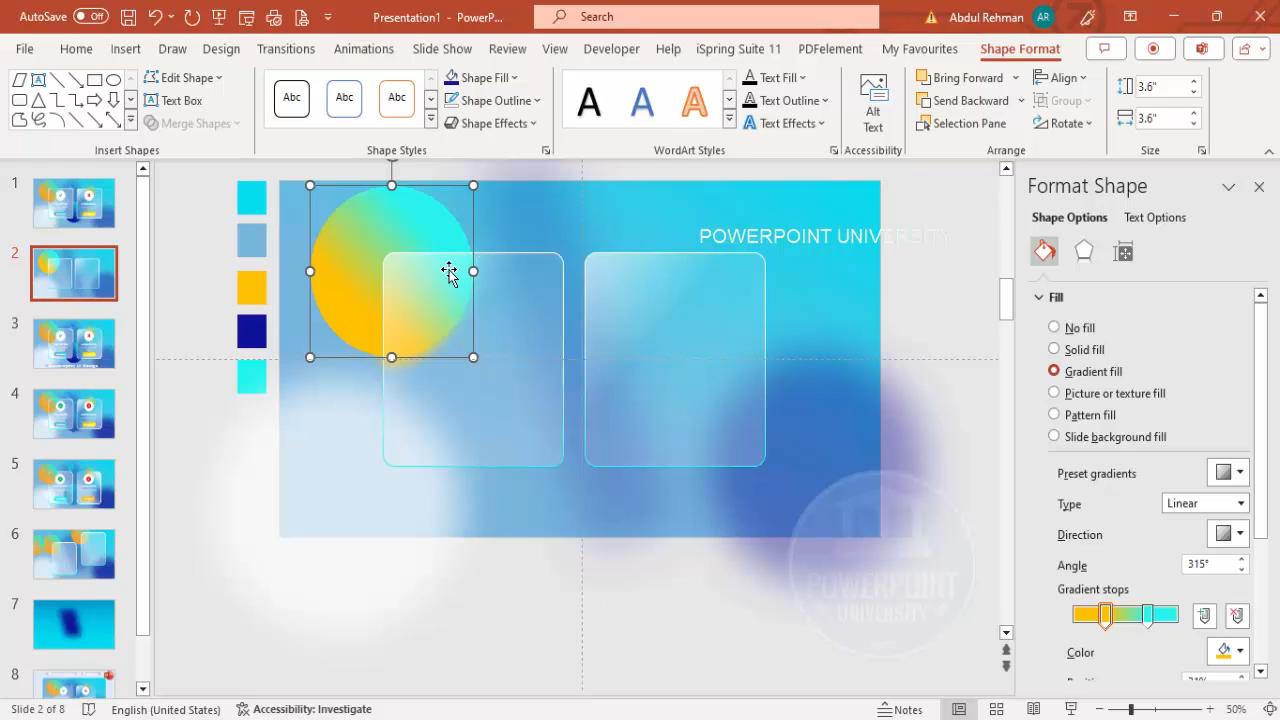 AutoSave Off Presentation1 - PowerP... Search Abdul Rehman AR
File Home Insert Draw Design Transitions Animations Slide Show Review View Developer Help iSpring Suite 11 PDFelement My Favourites Shape Format
Edit Shape
Text Box
Merge Shapes
Insert Shapes
Abc Abc Abc
Shape Fill
Shape Outline
Shape Effects
Shape Styles
A A A
Text Fill
Text Outline
Text Effects
WordArt Styles
Alt
Text
Accessibility
Bring Forward
Send Backward
Selection Pane
Align
Group
Rotate
Arrange
3.6"
3.6"
Size
1
2
3
4
5
6
7
8
POWERPOINT UNIVERSITY
POWERPOINT
UNIVERSITY
Format Shape
Shape Options Text Options
Fill
No fill
Solid fill
Gradient fill
Picture or texture fill
Pattern fill
Slide background fill
Preset gradients
Type Linear
Direction
Angle 315°
Gradient stops
Color
Slide 2 of 8 English (United States) Accessibility: Investigate Notes 50%